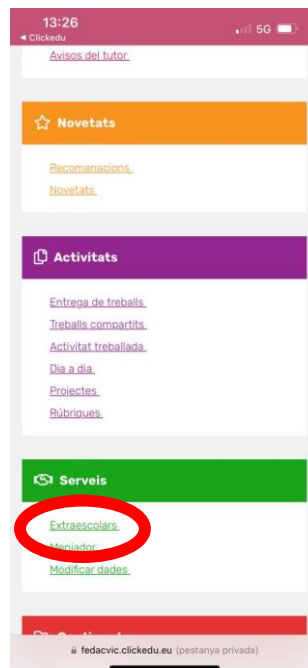 13:26
5G
Clickedu
Avisos del tutor
Novetats
Recomanacions
Novetats
Activitats
Entrega de treballs
Treballs compartits
Activitat treballada
Dia a dia
Projectes
Rúbriques
Serveis
Extraescolars
Menjador
Modificar dades
fedacvic.clickedu.eu (pestanya privada)